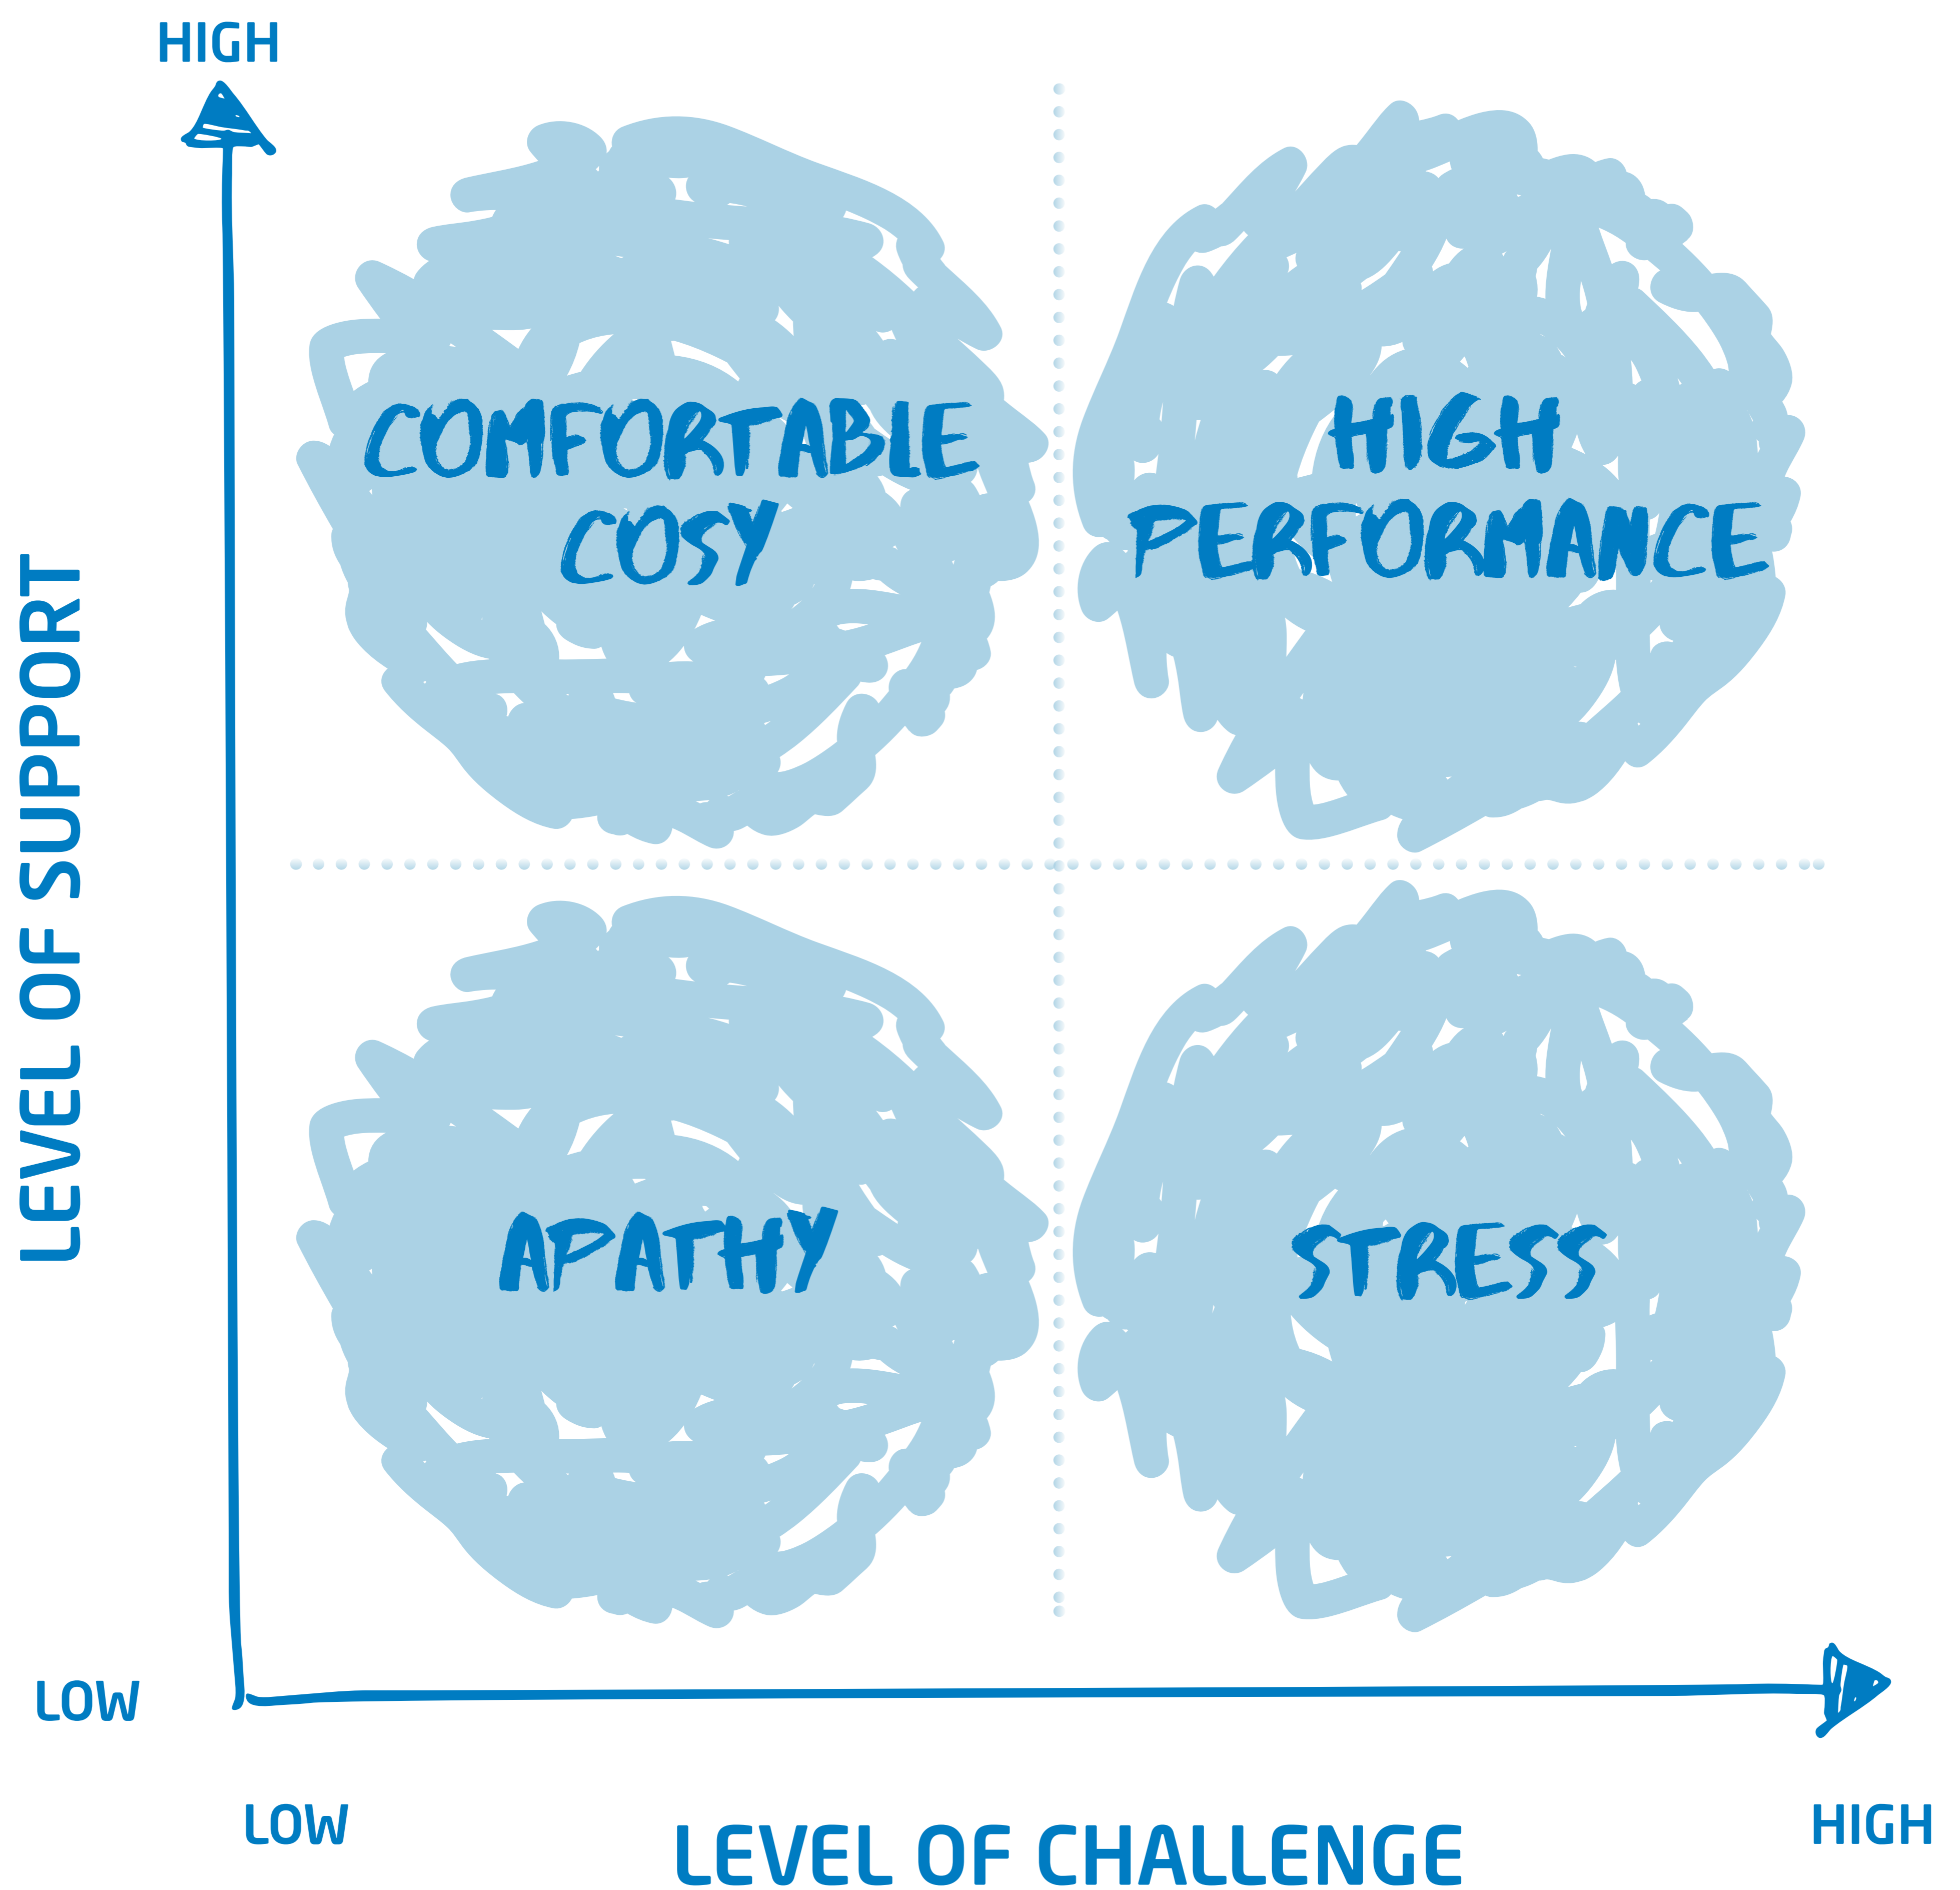 HIGH
COMFORTABLE
COSY
HIGH
PERFORMANCE
LEVEL OF SUPPORT
APATHY
STRESS
LOW
LOW
LEVEL OF CHALLENGE
HIGH